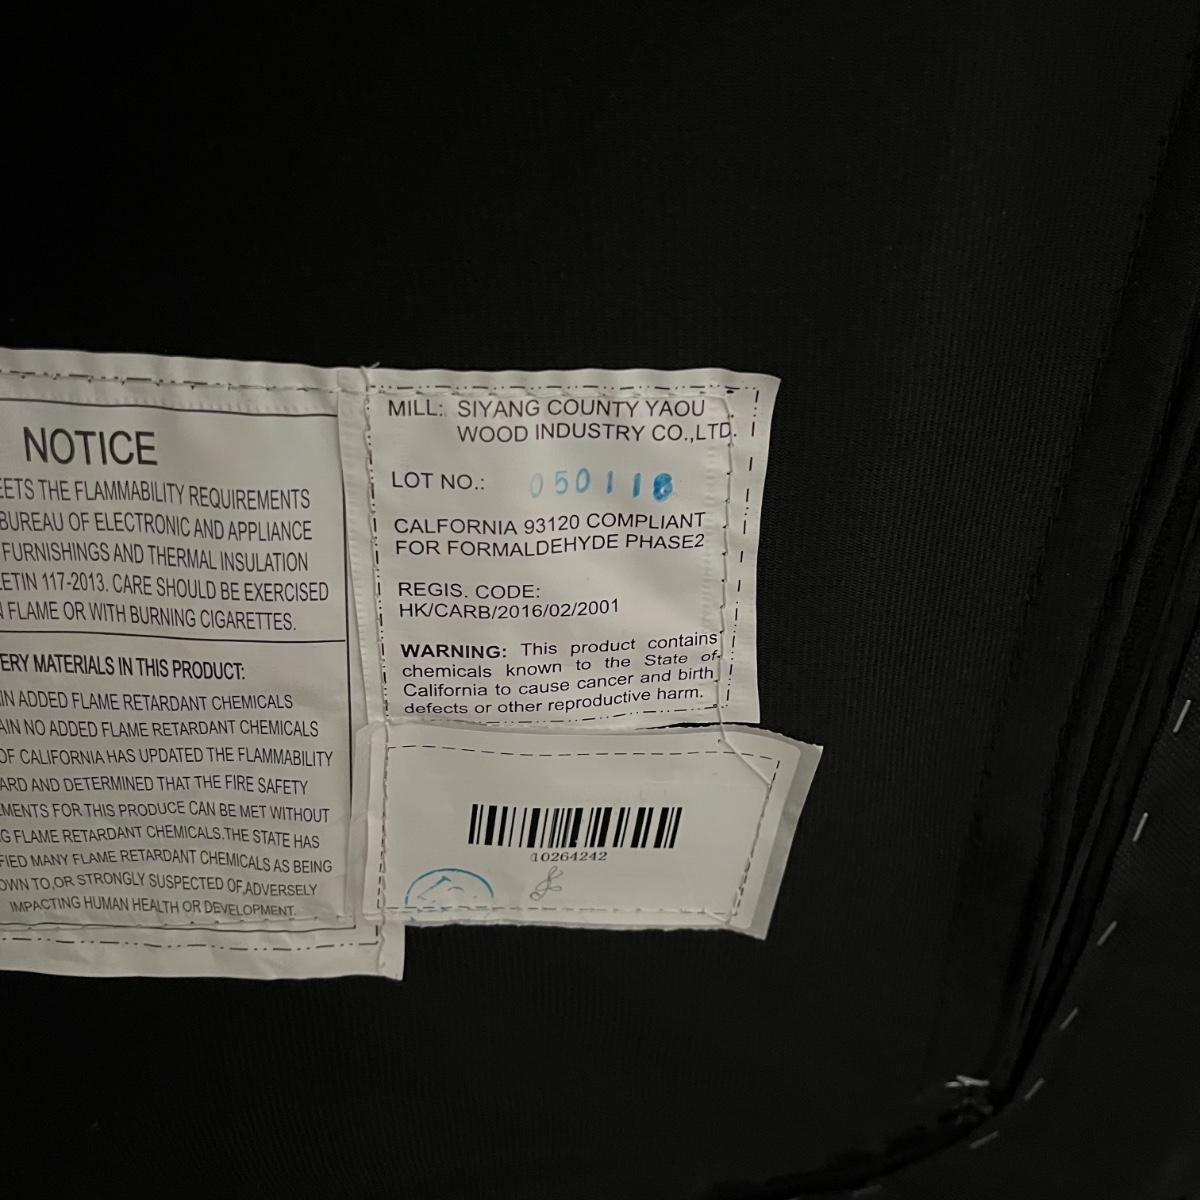 NOTICE
EETS THE FLAMMABILITY REQUIREMENTS
BUREAU OF ELECTRONIC AND APPLIANCE
FURNISHINGS AND THERMAL INSULATION
ETIN 117-2013. CARE SHOULD BE EXERCISED
FLAME OR WITH BURNING CIGARETTES.
ERY MATERIALS IN THIS PRODUCT:
IN ADDED FLAME RETARDANT CHEMICALS
AIN NO ADDED FLAME RETARDANT CHEMICALS
OF CALIFORNIA HAS UPDATED THE FLAMMABILITY
ARD AND DETERMINED THAT THE FIRE SAFETY
EMENTS FOR THIS PRODUCE CAN BE MET WITHOUT
G FLAME RETARDANT CHEMICALS.THE STATE HAS
FIED MANY FLAME RETARDANT CHEMICALS AS BEING
OWN TO,OR STRONGLY SUSPECTED OF,ADVERSELY
IMPACTING HUMAN HEALTH OR DEVELOPMENT.
MILL: SIYANG COUNTY YAOU
WOOD INDUSTRY CO.,LTD.
LOT NO.: 050118
CALFORNIA 93120 COMPLIANT
FOR FORMALDEHYDE PHASE2
REGIS. CODE:
HK/CARB/2016/02/2001
WARNING: This product contains
chemicals known to the State of
California to cause cancer and birth
defects or other reproductive harm.
10264242